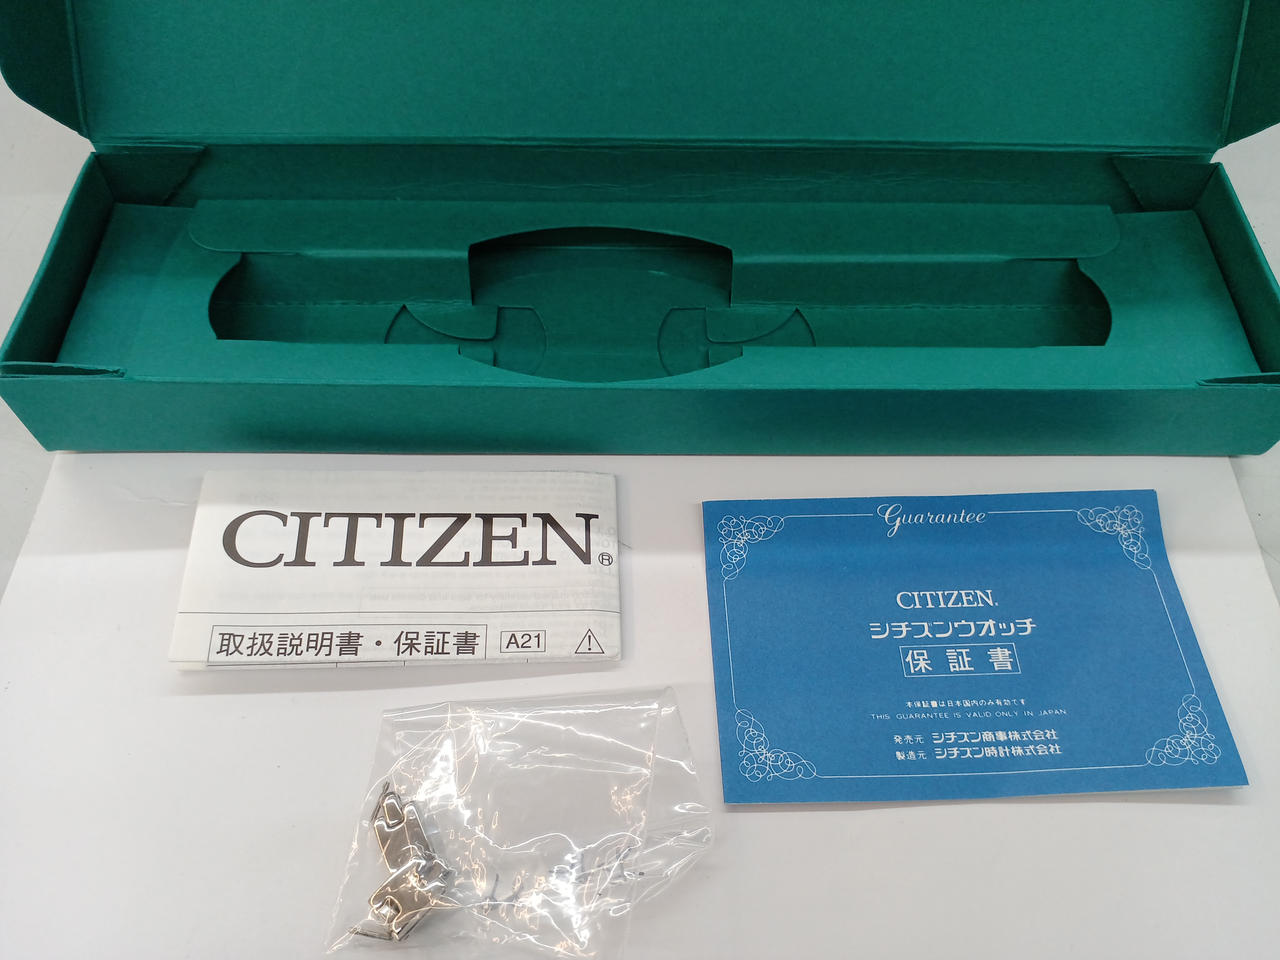 CITIZEN®
取扱説明書・保証書 A21
Guarantee
CITIZEN.
シチズンウオッチ
保証書
本保証書は日本国内のみ有効です
THIS GUARANTEE IS VALID ONLY IN JAPAN
発売元 シチズン商事株式会社
製造元 シチズン時計株式会社